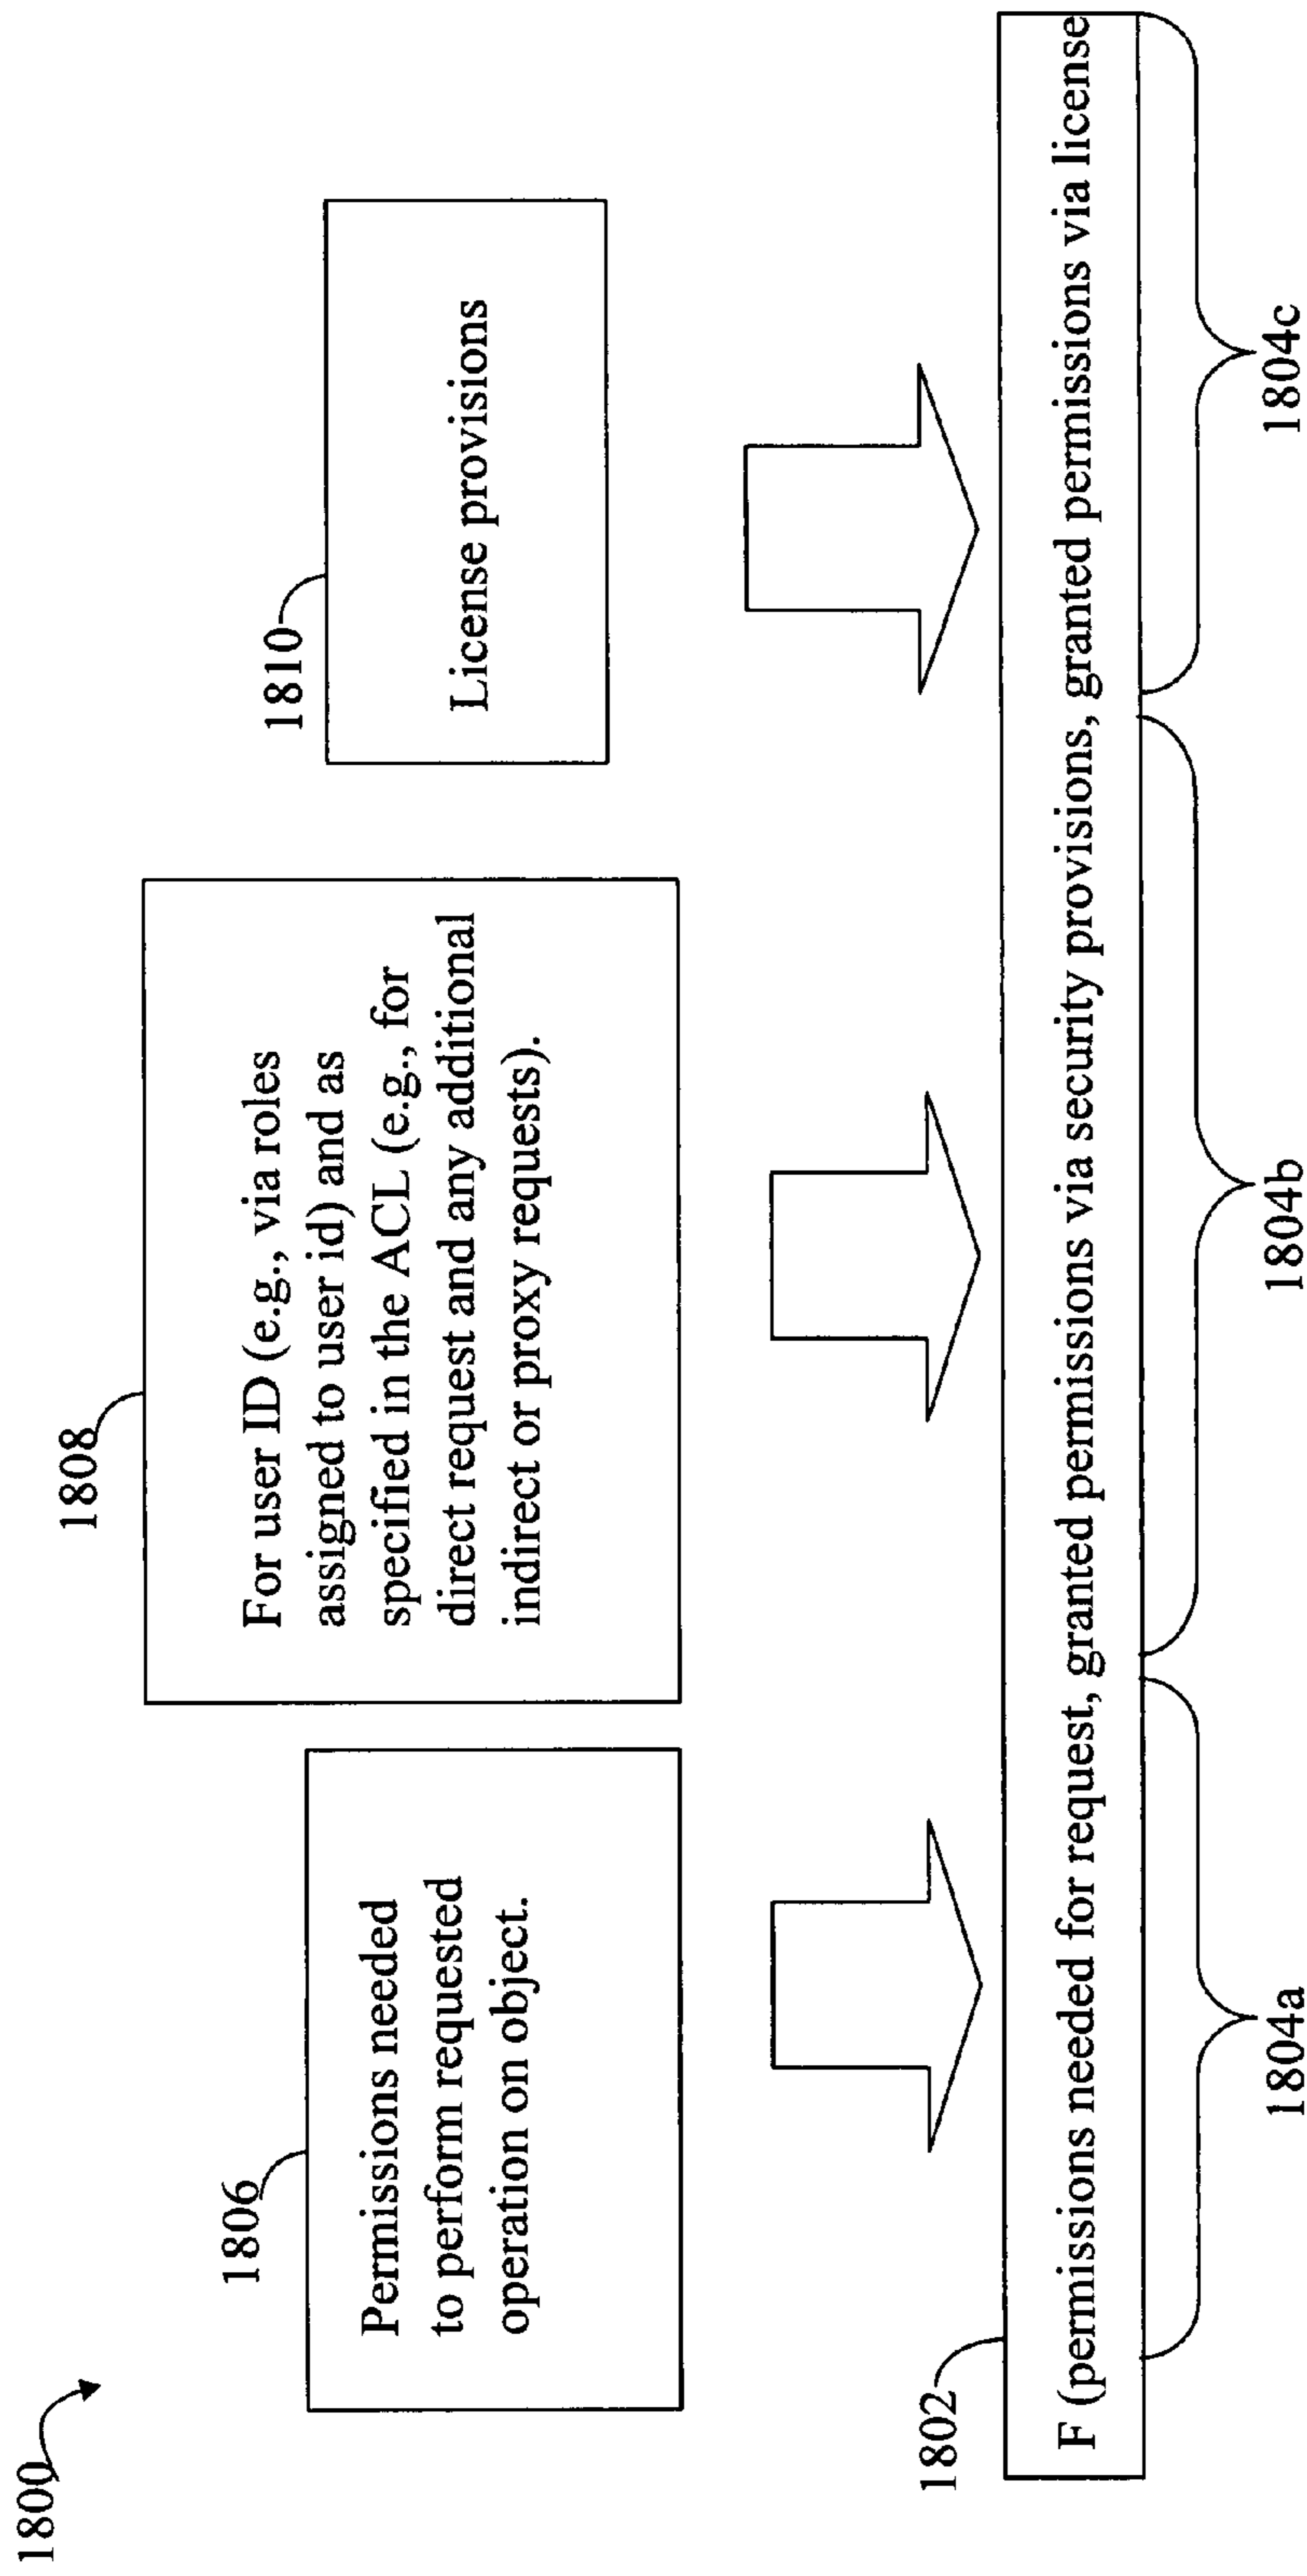 1800
1806
Permissions needed
to perform requested
operation on object.
1808
For user ID (e.g., via roles
assigned to user id) and as
specified in the ACL (e.g., for
direct request and any additional
indirect or proxy requests).
1810
License provisions
1802
F (permissions needed for request, granted permissions via security provisions, granted permissions via license
1804a
1804b
1804c